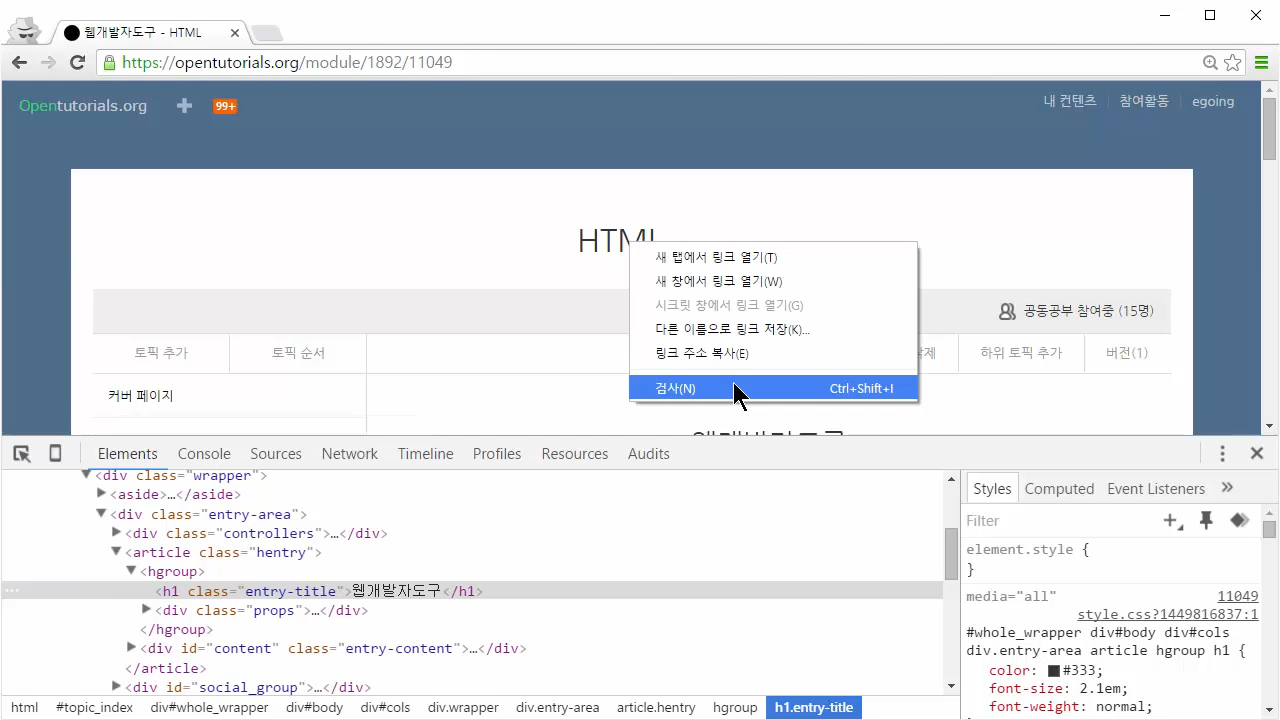 웹개발자도구 - HTML
https://opentutorials.org/module/1892/11049
Opentutorials.org 99+ 내 컨텐츠 참여활동 egoing
HTML
새 탭에서 링크 열기(T)
새 창에서 링크 열기(W)
시크릿 창에서 링크 열기(G)
다른 이름으로 링크 저장(K)...
링크 주소 복사(E)
검사(N) Ctrl+Shift+I
공동공부 참여중 (15명)
토픽 추가 토픽 순서 하위 토픽 추가 버전(1)
커버 페이지
Elements Console Sources Network Timeline Profiles Resources Audits
<div class="wrapper">
<aside>…</aside>
<div class="entry-area">
<div class="controllers">…</div>
<article class="hentry">
<hgroup>
<h1 class="entry-title">웹개발자도구</h1>
<div class="props">…</div>
</hgroup>
<div id="content" class="entry-content">…</div>
</article>
<div id="social_group">…</div>
html #topic_index div#whole_wrapper div#body div#cols div.wrapper div.entry-area article.hentry hgroup h1.entry-title
Styles Computed Event Listeners »
Filter
element.style {
}
media="all" 11049
style.css?1449816837:1
#whole_wrapper div#body div#cols
div.entry-area article hgroup h1 {
color: #333;
font-size: 2.1em;
font-weight: normal;